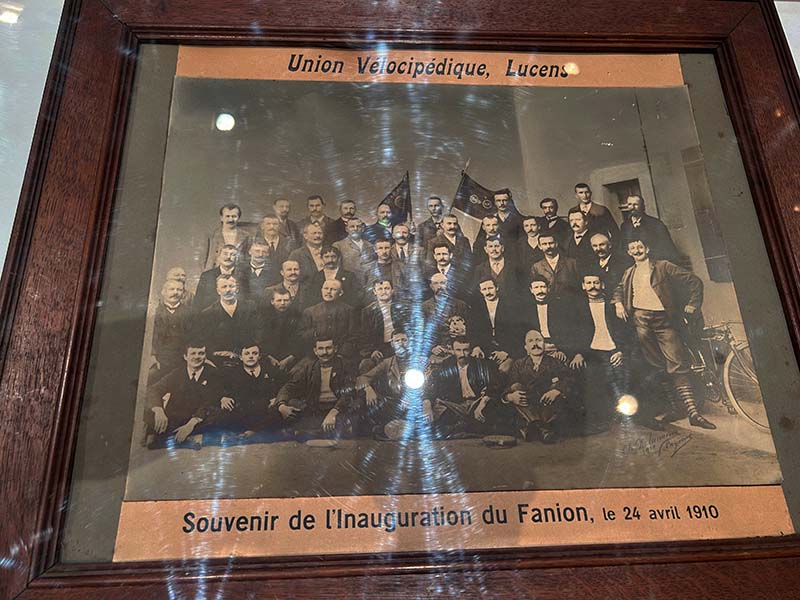 Union Vélocipédique, Lucens
Souvenir de l'Inauguration du Fanion, le 24 avril 1910